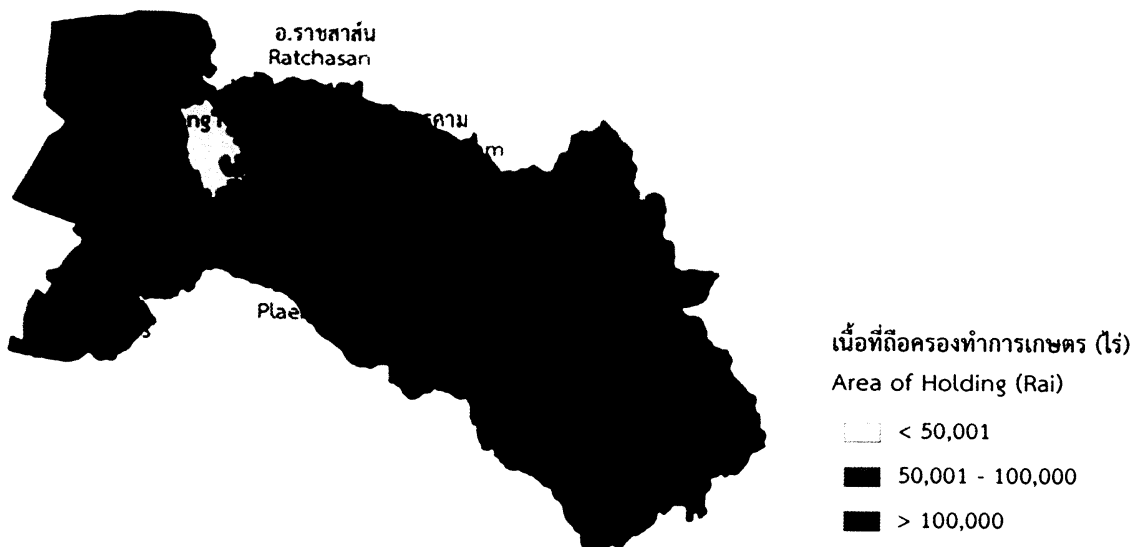 อ.ราชสาส์น
Ratchasan
เนื้อที่ถือครองทำการเกษตร (ไร่)
Area of Holding (Rai)
< 50,001
50,001 - 100,000
> 100,000